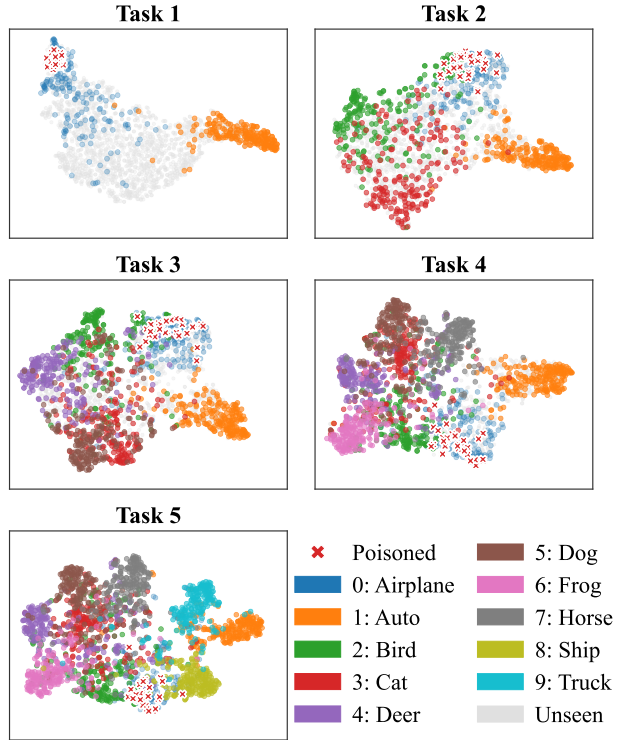 Task 1
Task 2
Task 3
Task 4
Task 5
Poisoned
0: Airplane
1: Auto
2: Bird
3: Cat
4: Deer
5: Dog
6: Frog
7: Horse
8: Ship
9: Truck
Unseen